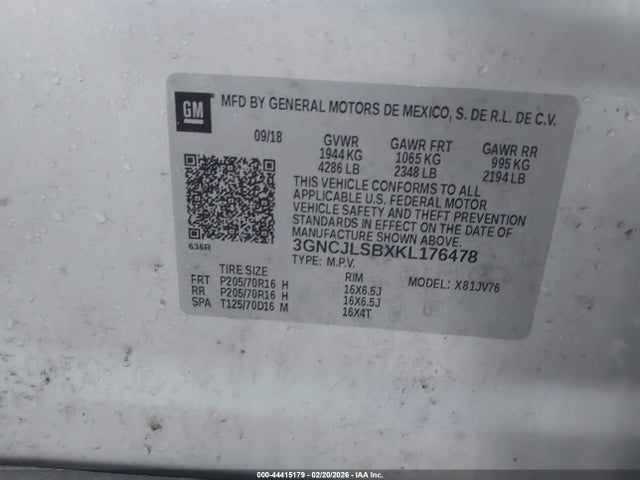 GM
MFD BY GENERAL MOTORS DE MEXICO, S. DE R.L. DE C.V.
09/18 GVWR GAWR FRT GAWR RR
1944 KG 1065 KG 995 KG
4286 LB 2348 LB 2194 LB
THIS VEHICLE CONFORMS TO ALL
APPLICABLE U.S. FEDERAL MOTOR
VEHICLE SAFETY AND THEFT PREVENTION
STANDARDS IN EFFECT ON THE DATE OF
MANUFACTURE SHOWN ABOVE.
3GNCJLSBXKL176478
636R
TYPE: M.P.V.
TIRE SIZE RIM MODEL: X81JV76
FRT P205/70R16 H 16X6.5J
RR P205/70R16 H 16X6.5J
SPA T125/70D16 M 16X4T
000-44415179 - 02/20/2026 - IAAI.COM